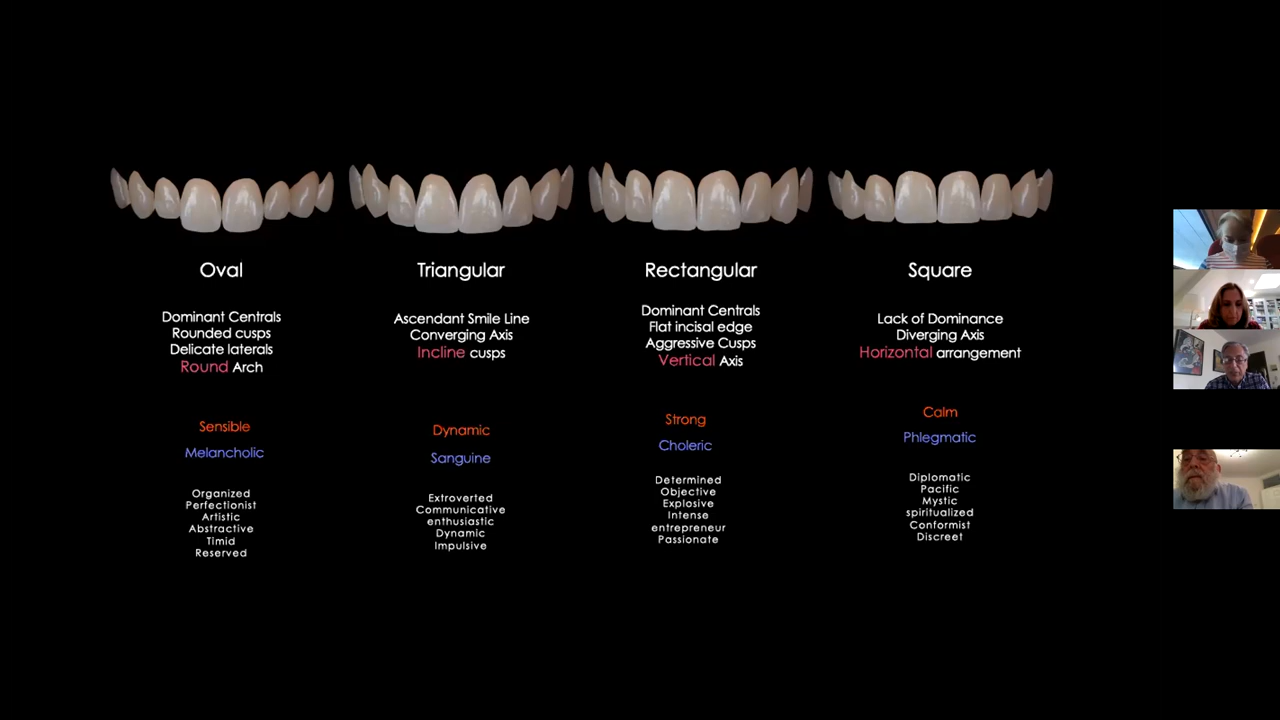 Oval
Dominant Centrals
Rounded cusps
Delicate laterals
Round Arch
Sensible
Melancholic
Organized
Perfectionist
Artistic
Abstractive
Timid
Reserved
Triangular
Ascendant Smile Line
Converging Axis
Incline cusps
Dynamic
Sanguine
Extroverted
Communicative
enthusiastic
Dynamic
Impulsive
Rectangular
Dominant Centrals
Flat incisal edge
Aggressive Cusps
Vertical Axis
Strong
Choleric
Determined
Objective
Explosive
Intense
entrepreneur
Passionate
Square
Lack of Dominance
Diverging Axis
Horizontal arrangement
Calm
Phlegmatic
Diplomatic
Pacific
Mystic
spiritualized
Conformist
Discreet